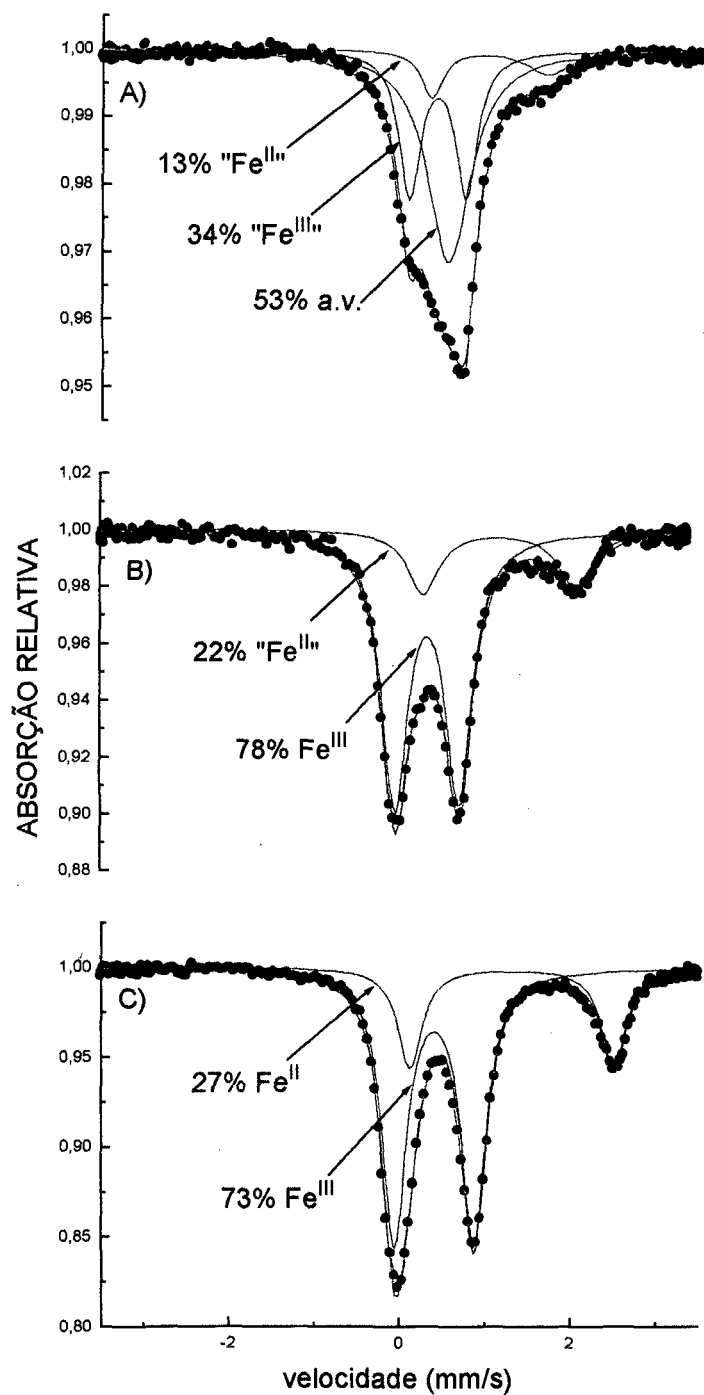 ABSORÇÃO RELATIVA
1,00
0,99
0,98
0,97
0,96
0,95
A)
13% "Fe^II"
34% "Fe^III"
53% a.v.
1,02
1,00
0,98
0,96
0,94
0,92
0,90
0,88
B)
22% "Fe^II"
78% Fe^III
1,00
0,95
0,90
0,85
0,80
C)
27% Fe^II
73% Fe^III
-2 0 2
velocidade (mm/s)